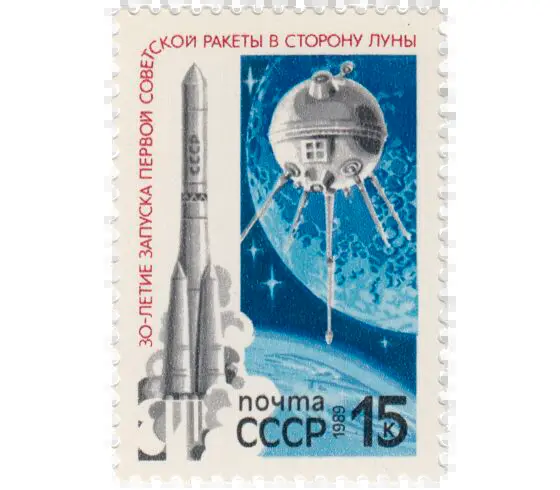 30-ЛЕТИЕ ЗАПУСКА ПЕРВОЙ СОВЕТСКОЙ РАКЕТЫ В СТОРОНУ ЛУНЫ
СССР
почта
СССР
1989
15 К